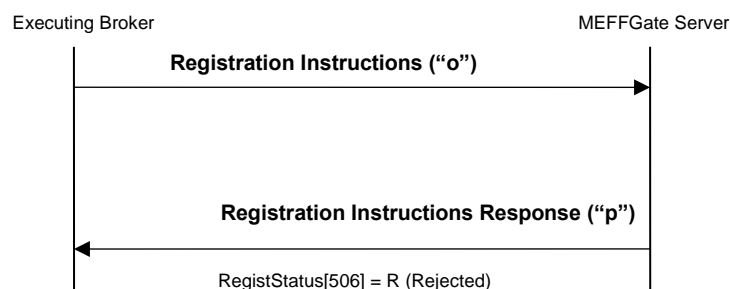 Executing Broker
MEFFGate Server
Registration Instructions (“o”)
Registration Instructions Response (“p”)
RegistStatus[506] = R (Rejected)